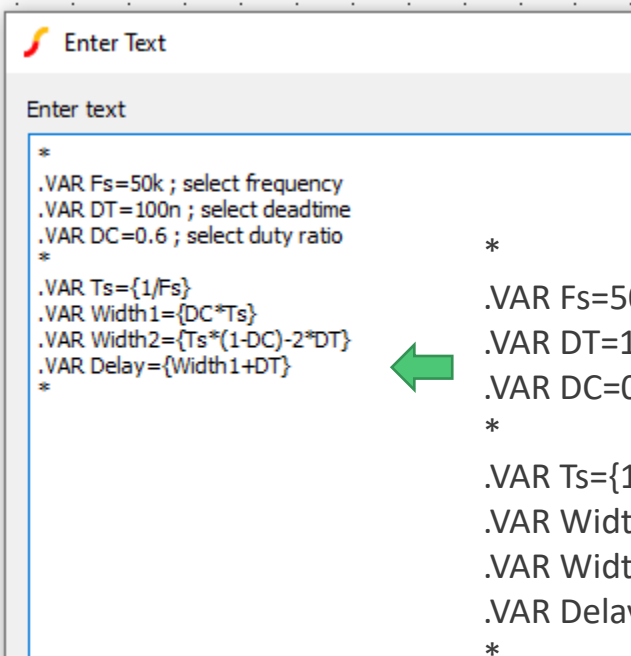 Enter Text
Enter text
*
.VAR Fs=50k ; select frequency
.VAR DT=100n ; select deadtime
.VAR DC=0.6 ; select duty ratio
*
.VAR Ts={1/Fs}
.VAR Width1={DC*Ts}
.VAR Width2={Ts*(1-DC)-2*DT}
.VAR Delay={Width1+DT}
*
*
.VAR Fs=5
.VAR DT=1
.VAR DC=
*
.VAR Ts={1
.VAR Widt
.VAR Widt
.VAR Delay
*